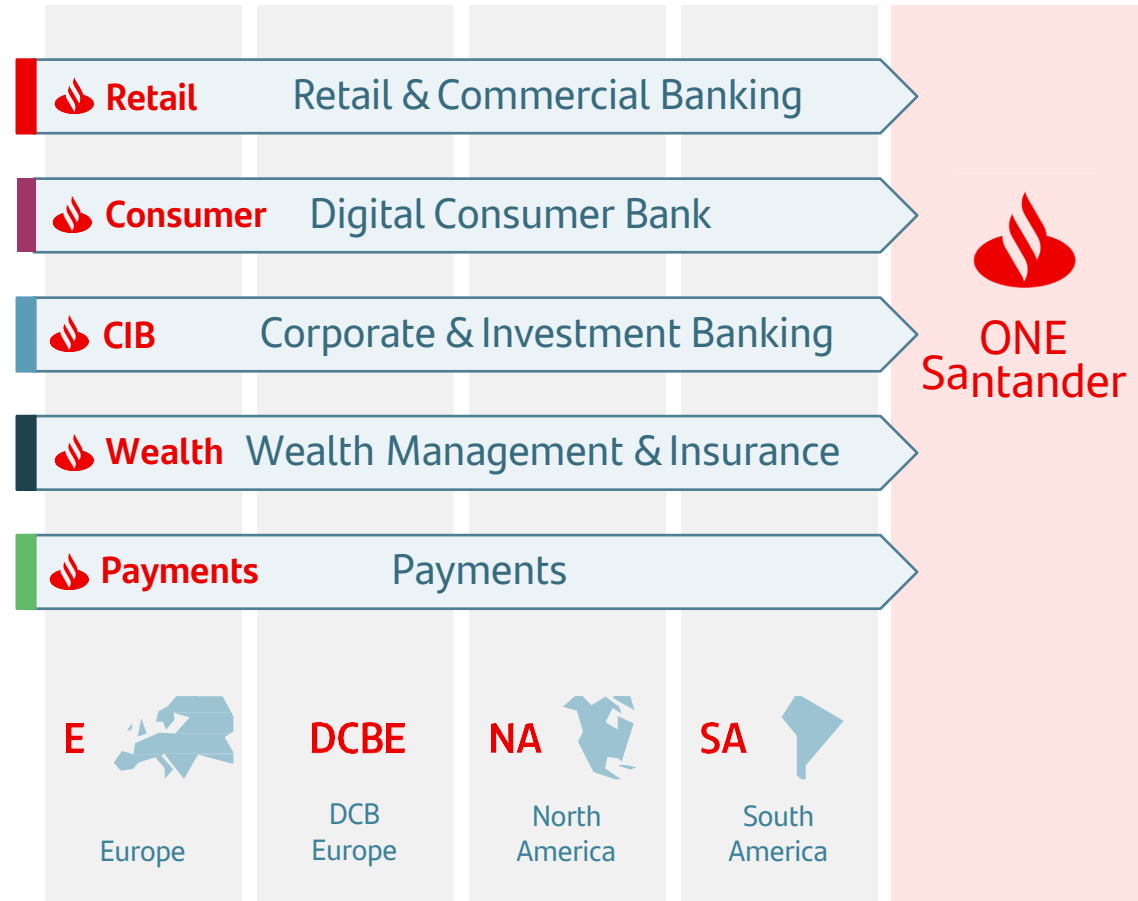 Retail Retail & Commercial Banking
Consumer Digital Consumer Bank
CIB Corporate & Investment Banking
Wealth Wealth Management & Insurance
Payments Payments
ONE
Santander
E DCBE NA SA
Europe
DCB
Europe
North
America
South
America